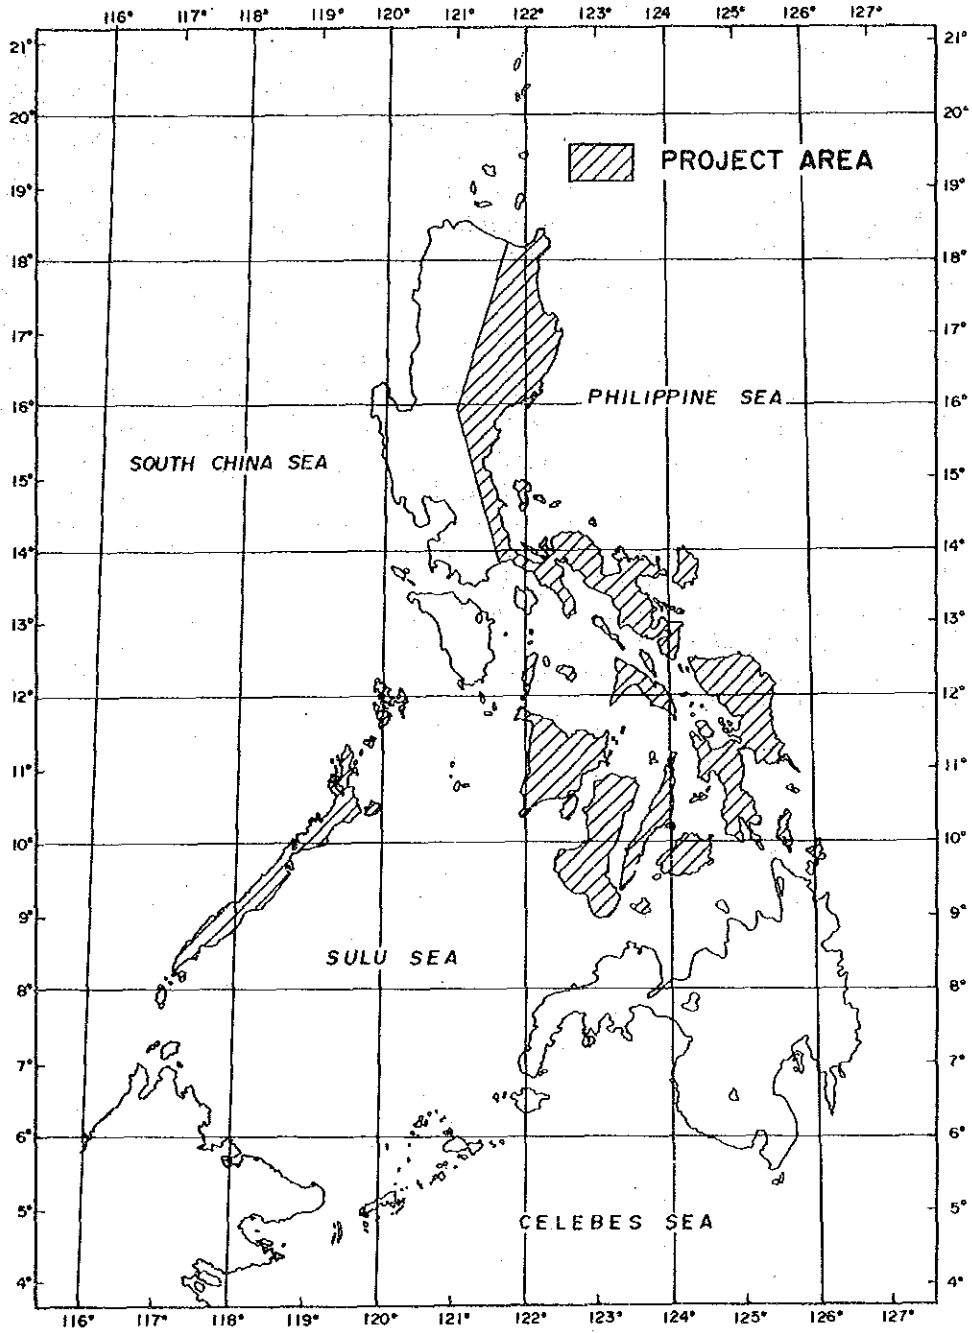 116° 117° 118° 119° 120° 121° 122° 123° 124° 125° 126° 127°
21° 21°
20° 20°
PROJECT AREA
19° 19°
18° 18°
17° 17°
PHILIPPINE SEA
16° 16°
SOUTH CHINA SEA
15° 15°
14° 14°
13° 13°
12° 12°
11° 11°
10° 10°
9° 9°
SULU SEA
8° 8°
7° 7°
6° 6°
5° 5°
CELEBES SEA
4° 4°
116° 117° 118° 119° 120° 121° 122° 123° 124° 125° 126° 127°